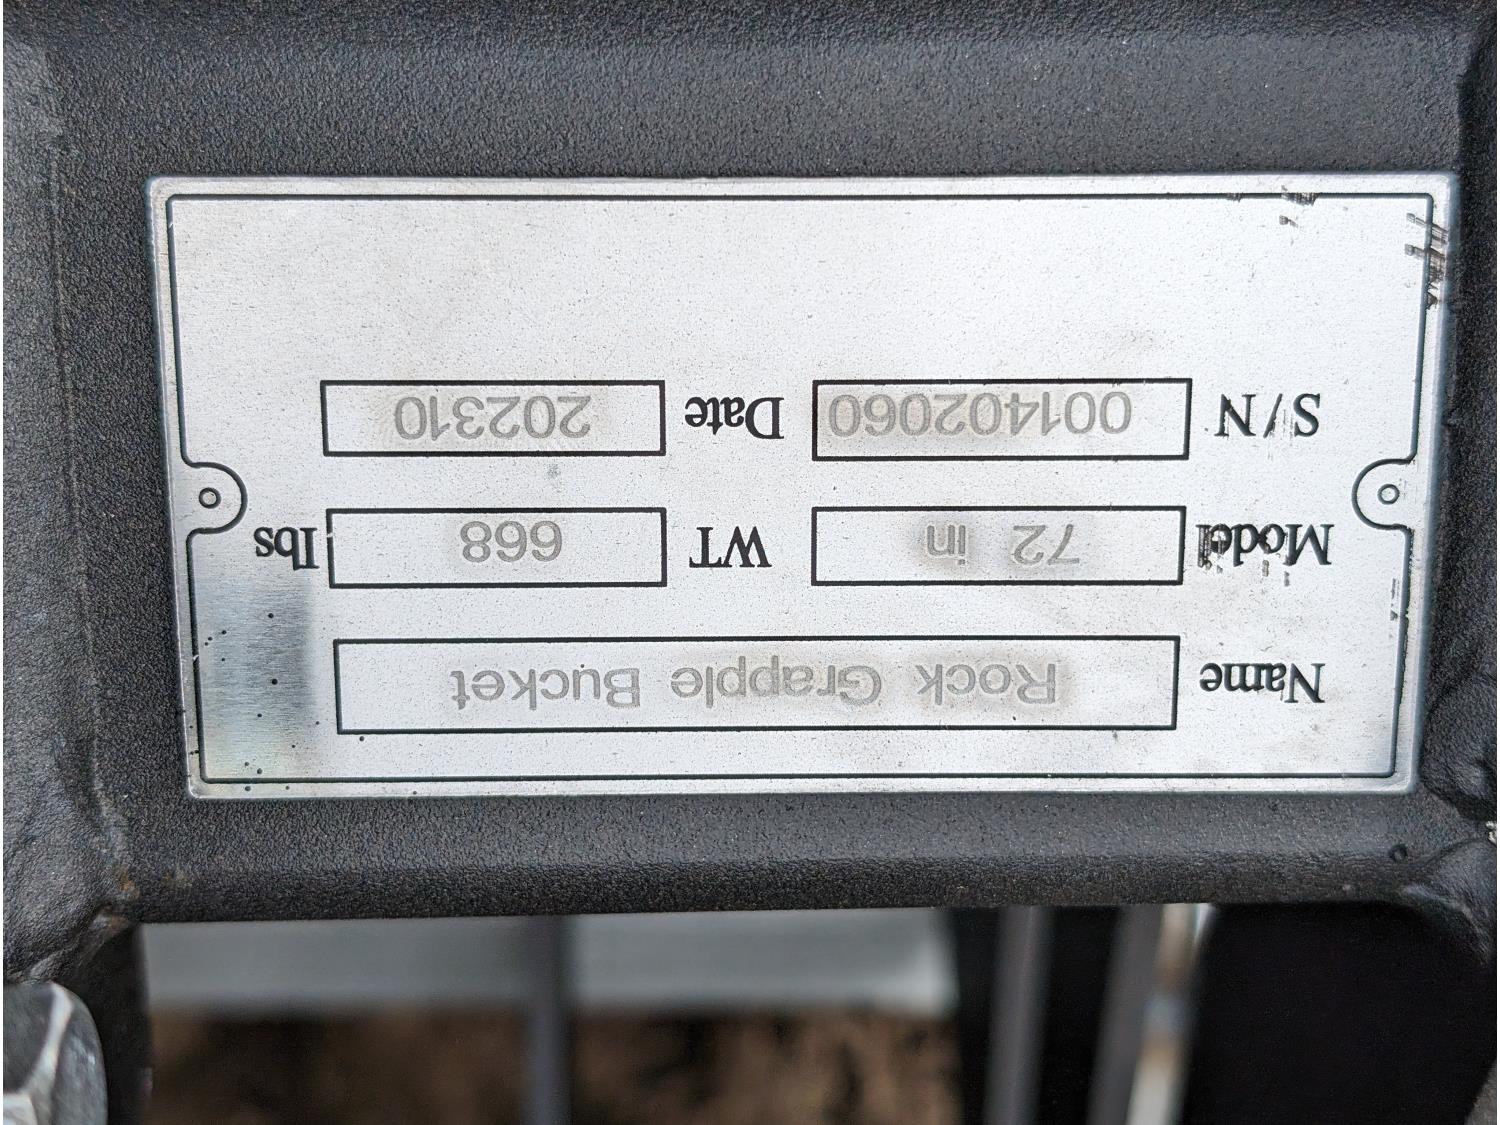 Name Rock Grapple Bucket
Model 72 in WT 668 lbs
S/N 001402060 Date 202310